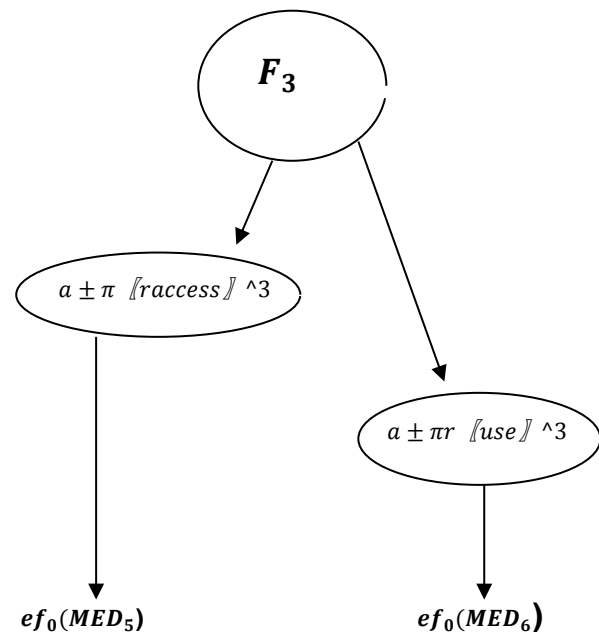 F₃
a ± π〖raccess〗^3
a ± πr〖use〗^3
ef₀(MED₅)
ef₀(MED₆)